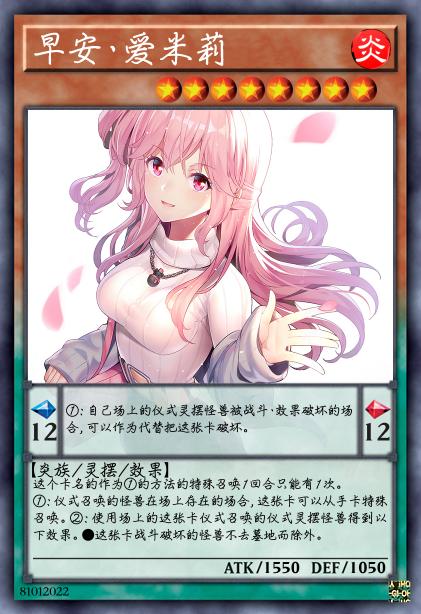 早安·爱米莉
炎
①: 自己场上的仪式灵摆怪兽被战斗·效果破坏的场
合,可以作为代替把这张卡破坏。
12
12
【炎族/灵摆/效果】
这个卡名的作为①的方法的特殊召唤1回合只能有1次。
①: 仪式召唤的怪兽在场上存在的场合,这张卡可以从手卡特殊
召唤。②: 使用场上的这张卡仪式召唤的仪式灵摆怪兽得到以
下效果。●这张卡战斗破坏的怪兽不去墓地而除外。
ATK/1550 DEF/1050
81012022